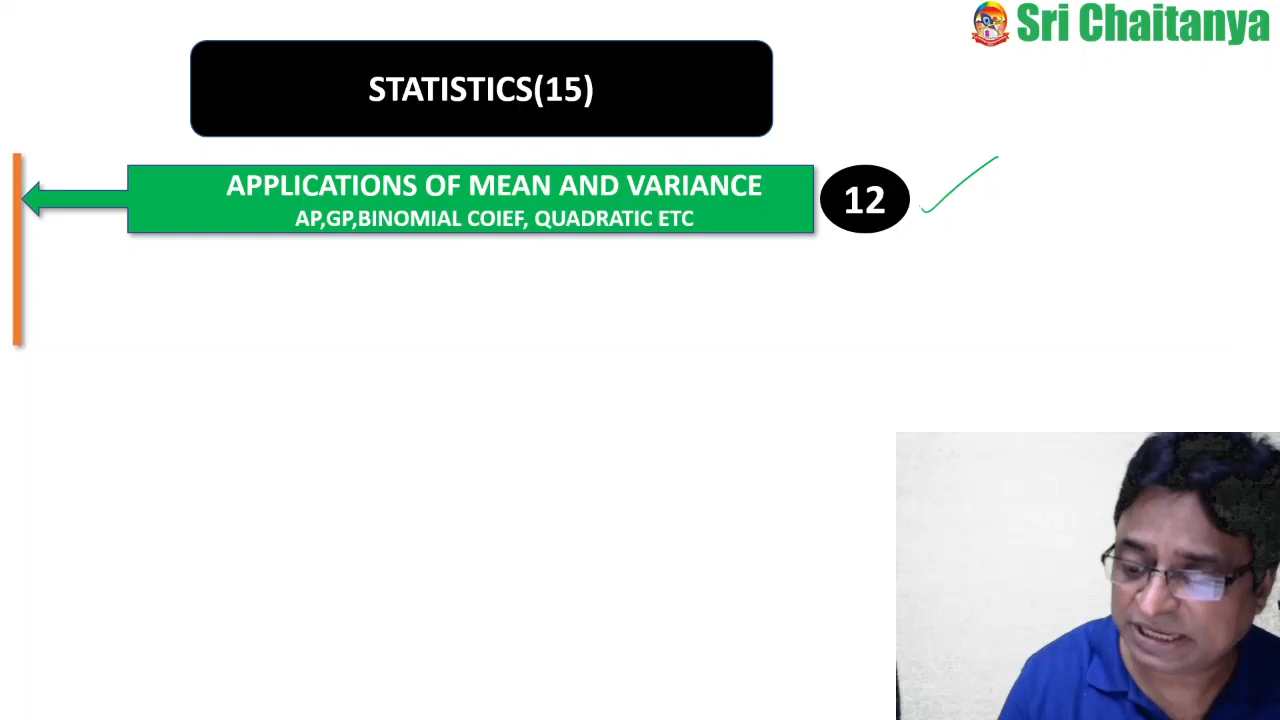 Sri Chaitanya
STATISTICS(15)
APPLICATIONS OF MEAN AND VARIANCE
AP,GP,BINOMIAL COIEF, QUADRATIC ETC
12